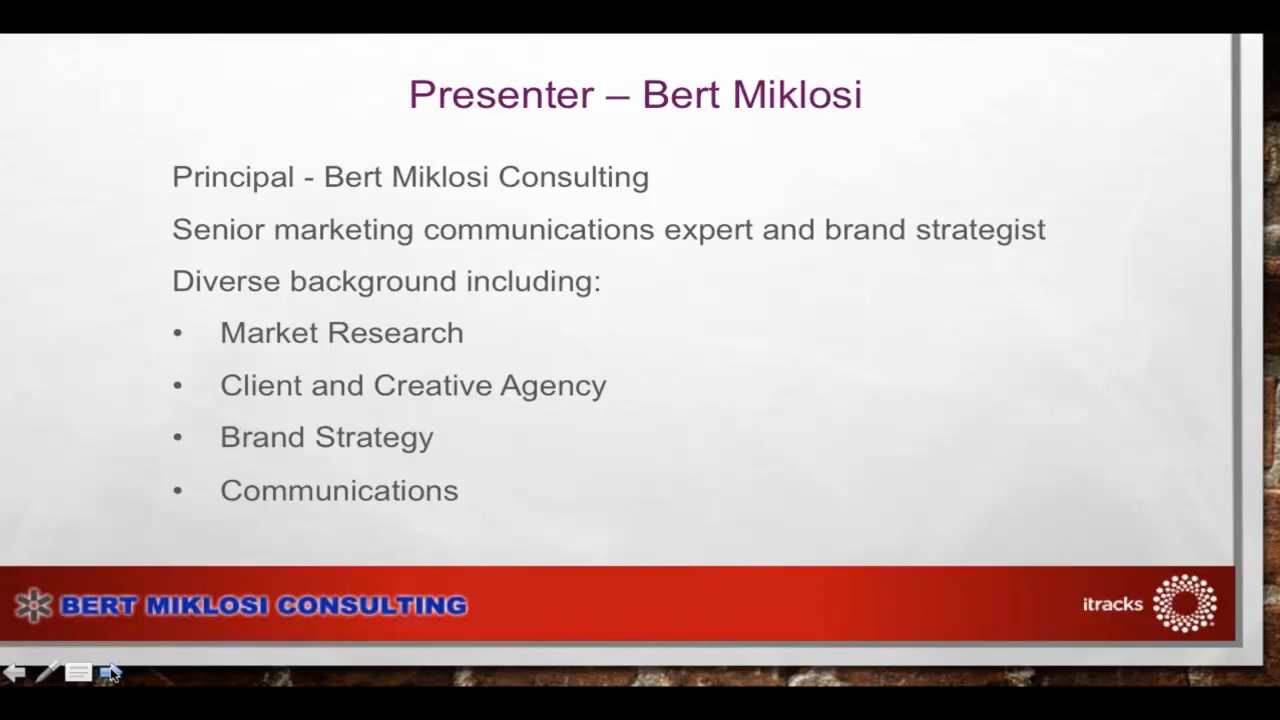 Presenter – Bert Miklosi
Principal - Bert Miklosi Consulting
Senior marketing communications expert and brand strategist
Diverse background including:
• Market Research
• Client and Creative Agency
• Brand Strategy
• Communications
BERT MIKLOSI CONSULTING
itracks